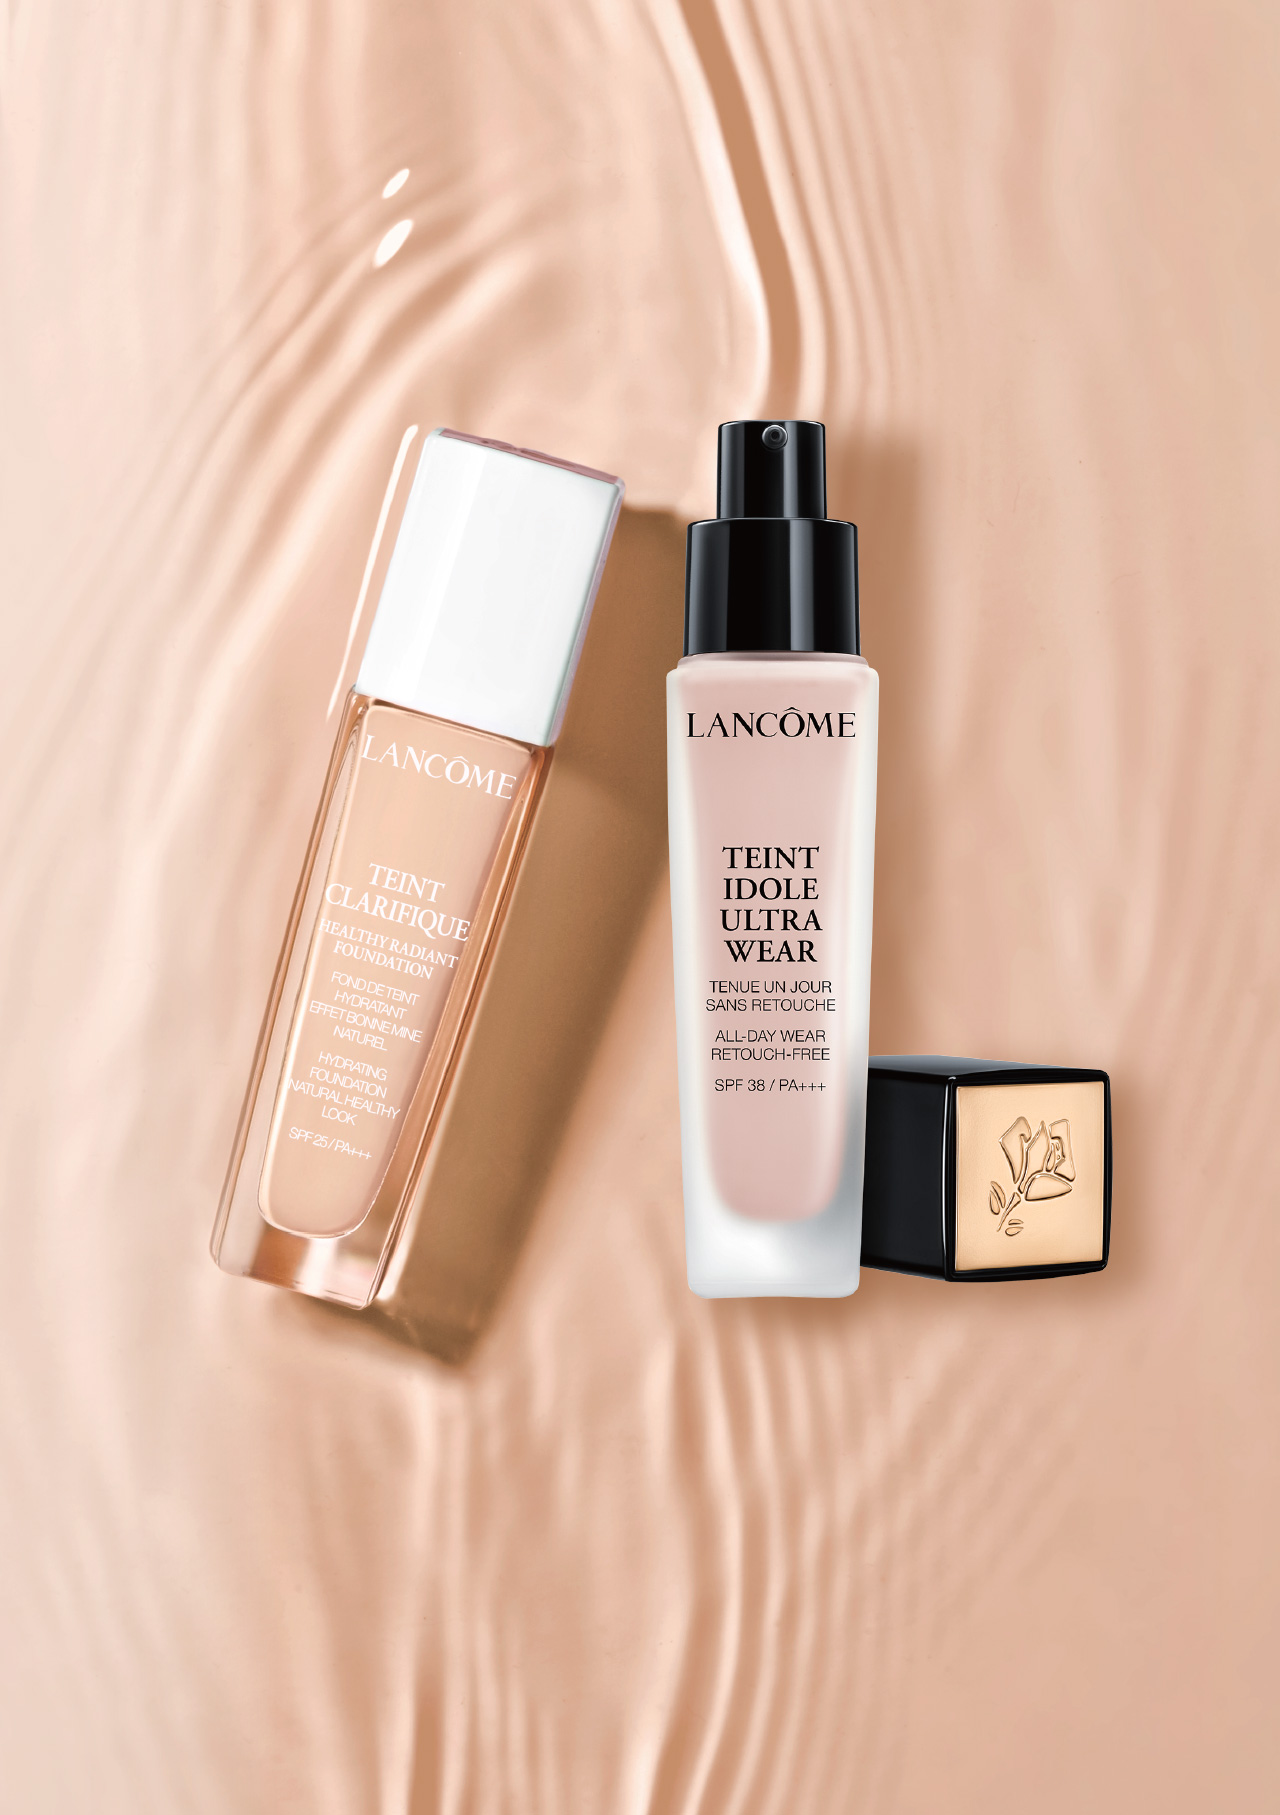 LANCÔME
TEINT
CLARIFIQUE
HEALTHY RADIANT
FOUNDATION
FOND DE TEINT
HYDRATANT
EFFET BONNE MINE
NATUREL
HYDRATING
FOUNDATION
NATURAL HEALTHY
LOOK
SPF 25 / PA+++
LANCÔME
TEINT
IDOLE
ULTRA
WEAR
TENUE UN JOUR
SANS RETOUCHE
ALL-DAY WEAR
RETOUCH-FREE
SPF 38 / PA+++